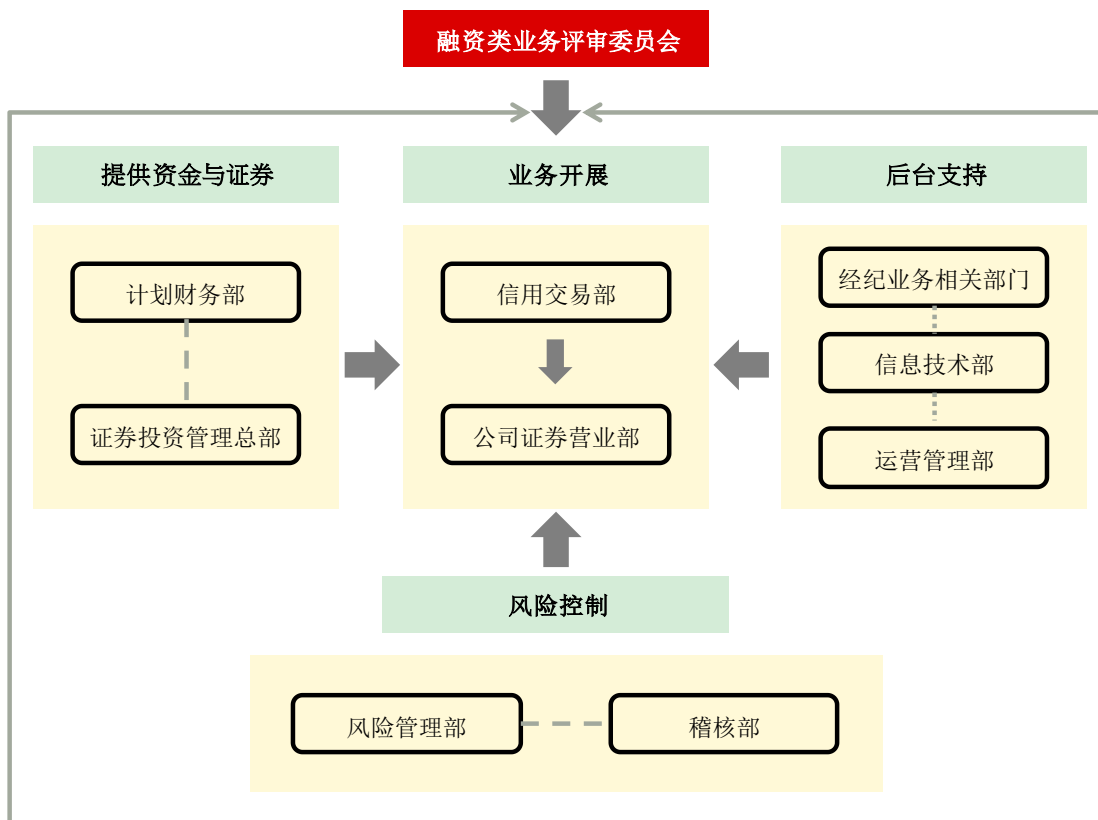 融资类业务评审委员会
提供资金与证券
业务开展
后台支持
计划财务部
信用交易部
经纪业务相关部门
信息技术部
证券投资管理总部
公司证券营业部
运营管理部
风险控制
风险管理部
稽核部